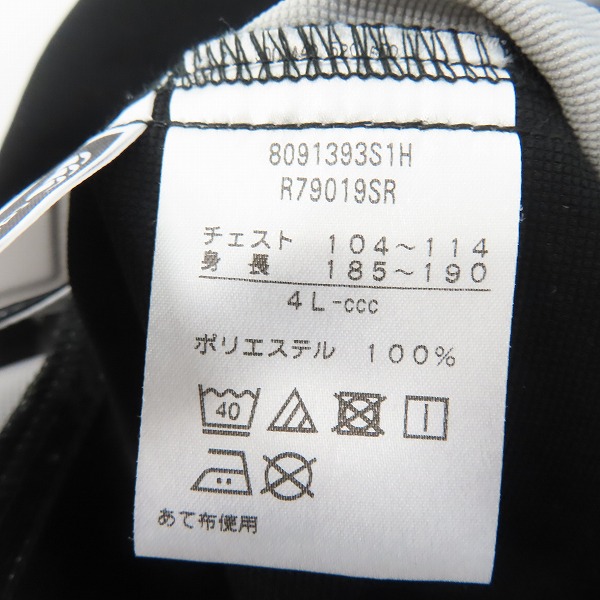 8091393S1H
R79019SR
チェスト 104～114
身長 185～190
4L-ccc
ポリエステル 100%
40
あて布使用